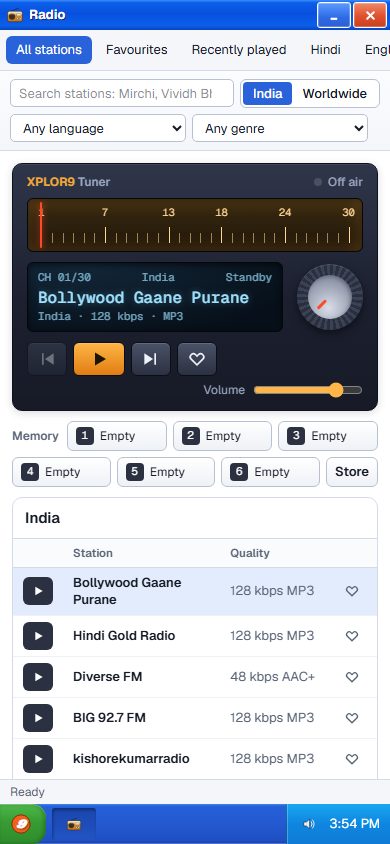 Radio
All stations Favourites Recently played Hindi Engl
Search stations: Mirchi, Vividh Bl India Worldwide
Any language Any genre
XPLOR9 Tuner Off air
1 7 13 18 24 30
CH 01/30 India Standby
Bollywood Gaane Purane
India · 128 kbps · MP3
Volume
Memory 1 Empty 2 Empty 3 Empty
4 Empty 5 Empty 6 Empty Store
India
Station Quality
Bollywood Gaane Purane 128 kbps MP3
Hindi Gold Radio 128 kbps MP3
Diverse FM 48 kbps AAC+
BIG 92.7 FM 128 kbps MP3
kishorekumarradio 128 kbps MP3
Ready
3:54 PM